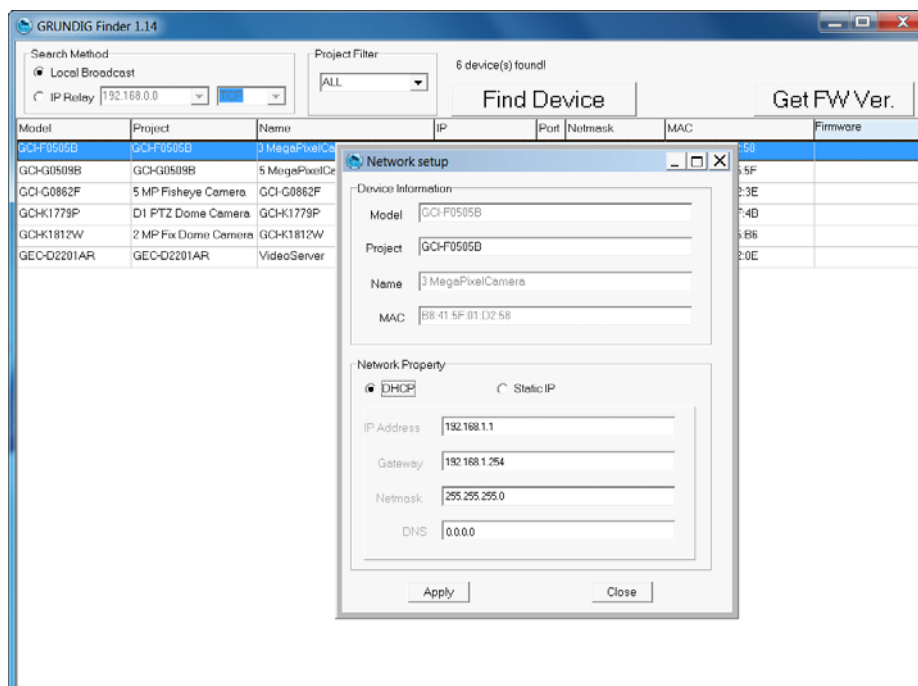 GRUNDIG Finder 1.14
Search Method
Local Broadcast
IP Relay 192.168.0.0
Project Filter
ALL
6 device(s) found!
Find Device
Get FW Ver.
Model Project Name IP Port Netmask MAC Firmware
GCI-F0505B GCI-F0505B 3 MegaPixelCa :58
GCI-G0509B GCI-G0509B 5 MegaPixelCe :5F
GCI-G0862F 5 MP Fisheye Camera GCI-G0862F :3E
GCI-K1779P D1 PTZ Dome Camera GCI-K1779P :4B
GCI-K1812W 2 MP Fix Dome Camera GCI-K1812W :B6
GEC-D2201AR GEC-D2201AR VideoServer :0E
Network setup
Device Information
Model GCI-F0505B
Project GCI-F0505B
Name 3 MegaPixelCamera
MAC B8:41:5F:01:D2:58
Network Property
DHCP Static IP
IP Address 192.168.1.1
Gateway 192.168.1.254
Netmask 255.255.255.0
DNS 0.0.0.0
Apply Close